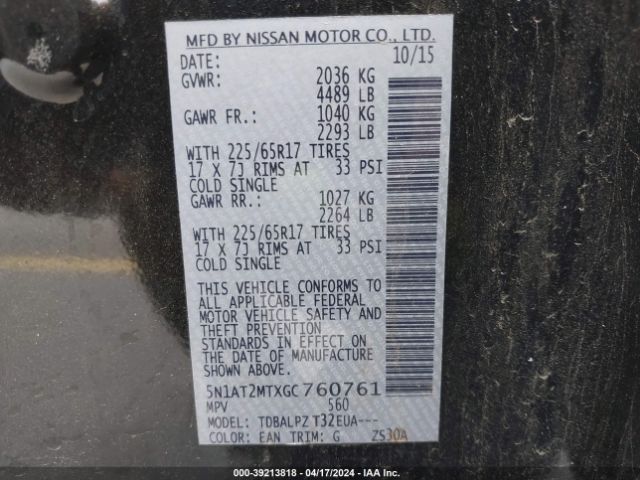 MFD BY NISSAN MOTOR CO., LTD.
DATE: 10/15
GVWR: 2036 KG
4489 LB
GAWR FR.: 1040 KG
2293 LB
WITH 225/65R17 TIRES
17 X 7J RIMS AT 33 PSI
COLD SINGLE
GAWR RR.: 1027 KG
2264 LB
WITH 225/65R17 TIRES
17 X 7J RIMS AT 33 PSI
COLD SINGLE
THIS VEHICLE CONFORMS TO
ALL APPLICABLE FEDERAL
MOTOR VEHICLE SAFETY AND
THEFT PREVENTION
STANDARDS IN EFFECT ON
THE DATE OF MANUFACTURE
SHOWN ABOVE.
5N1AT2MTXGC760761
MPV 560
MODEL: TDBALPZ T32EUA---
COLOR: EAN TRIM: G ZS30A
000-39213818 / 04/17/2024 / IAA Inc.